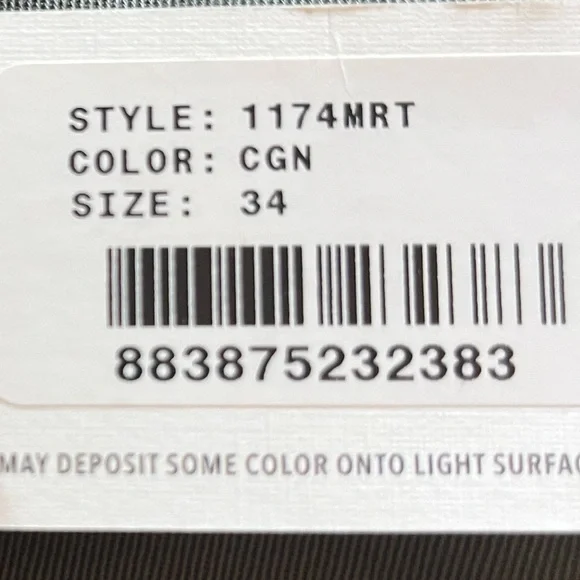 STYLE: 1174MRT
COLOR: CGN
SIZE: 34
883875232383
MAY DEPOSIT SOME COLOR ONTO LIGHT